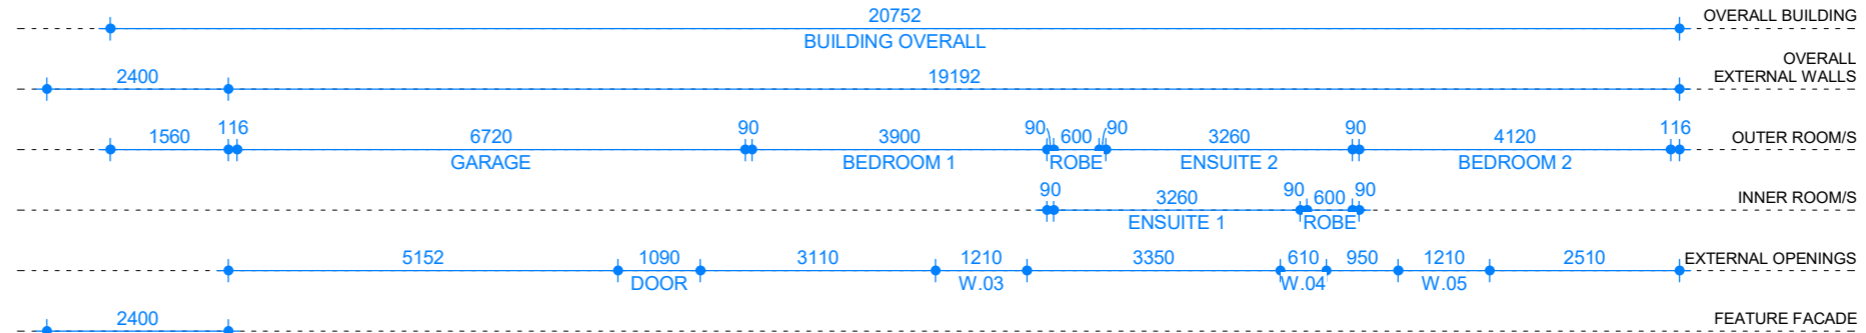 20752 OVERALL BUILDING
BUILDING OVERALL
OVERALL
2400 19192 EXTERNAL WALLS
1560 116 6720 90 3900 90 600 90 3260 90 4120 116 OUTER ROOM/S
GARAGE BEDROOM 1 ROBE ENSUITE 2 BEDROOM 2
90 3260 90 600 90 INNER ROOM/S
ENSUITE 1 ROBE
5152 1090 3110 1210 3350 610 950 1210 2510 EXTERNAL OPENINGS
DOOR W.03 W.04 W.05
2400 FEATURE FACADE